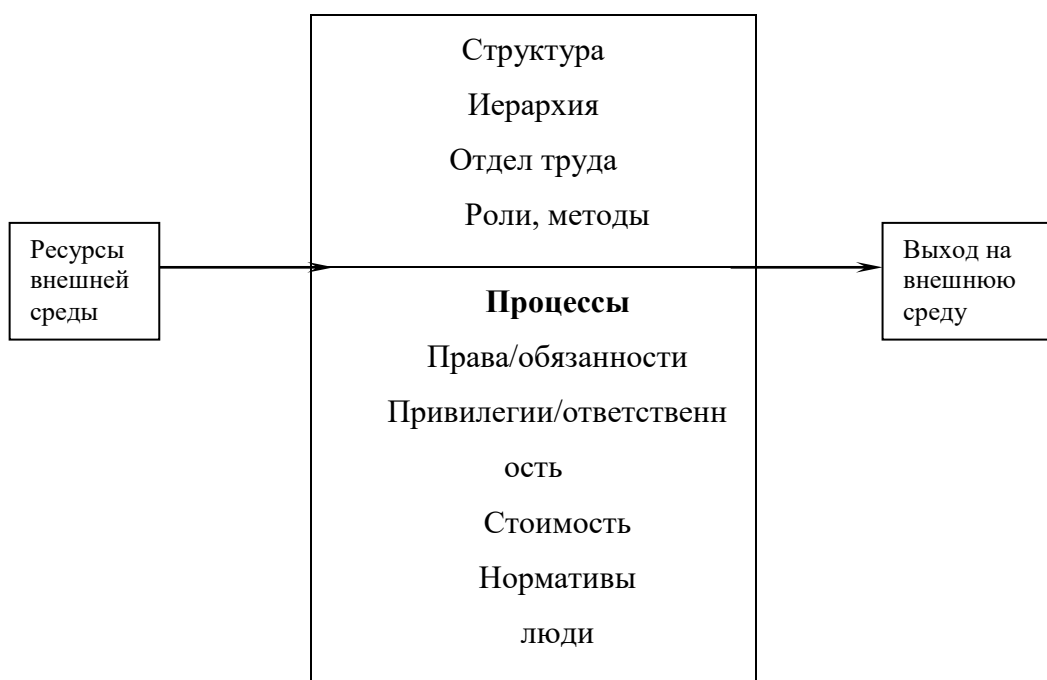 Структура
Иерархия
Отдел труда
Роли, методы
Ресурсы
внешней
среды
Процессы
Права/обязанности
Привилегии/ответственн
ость
Стоимость
Нормативы
люди
Выход на
внешнюю
среду